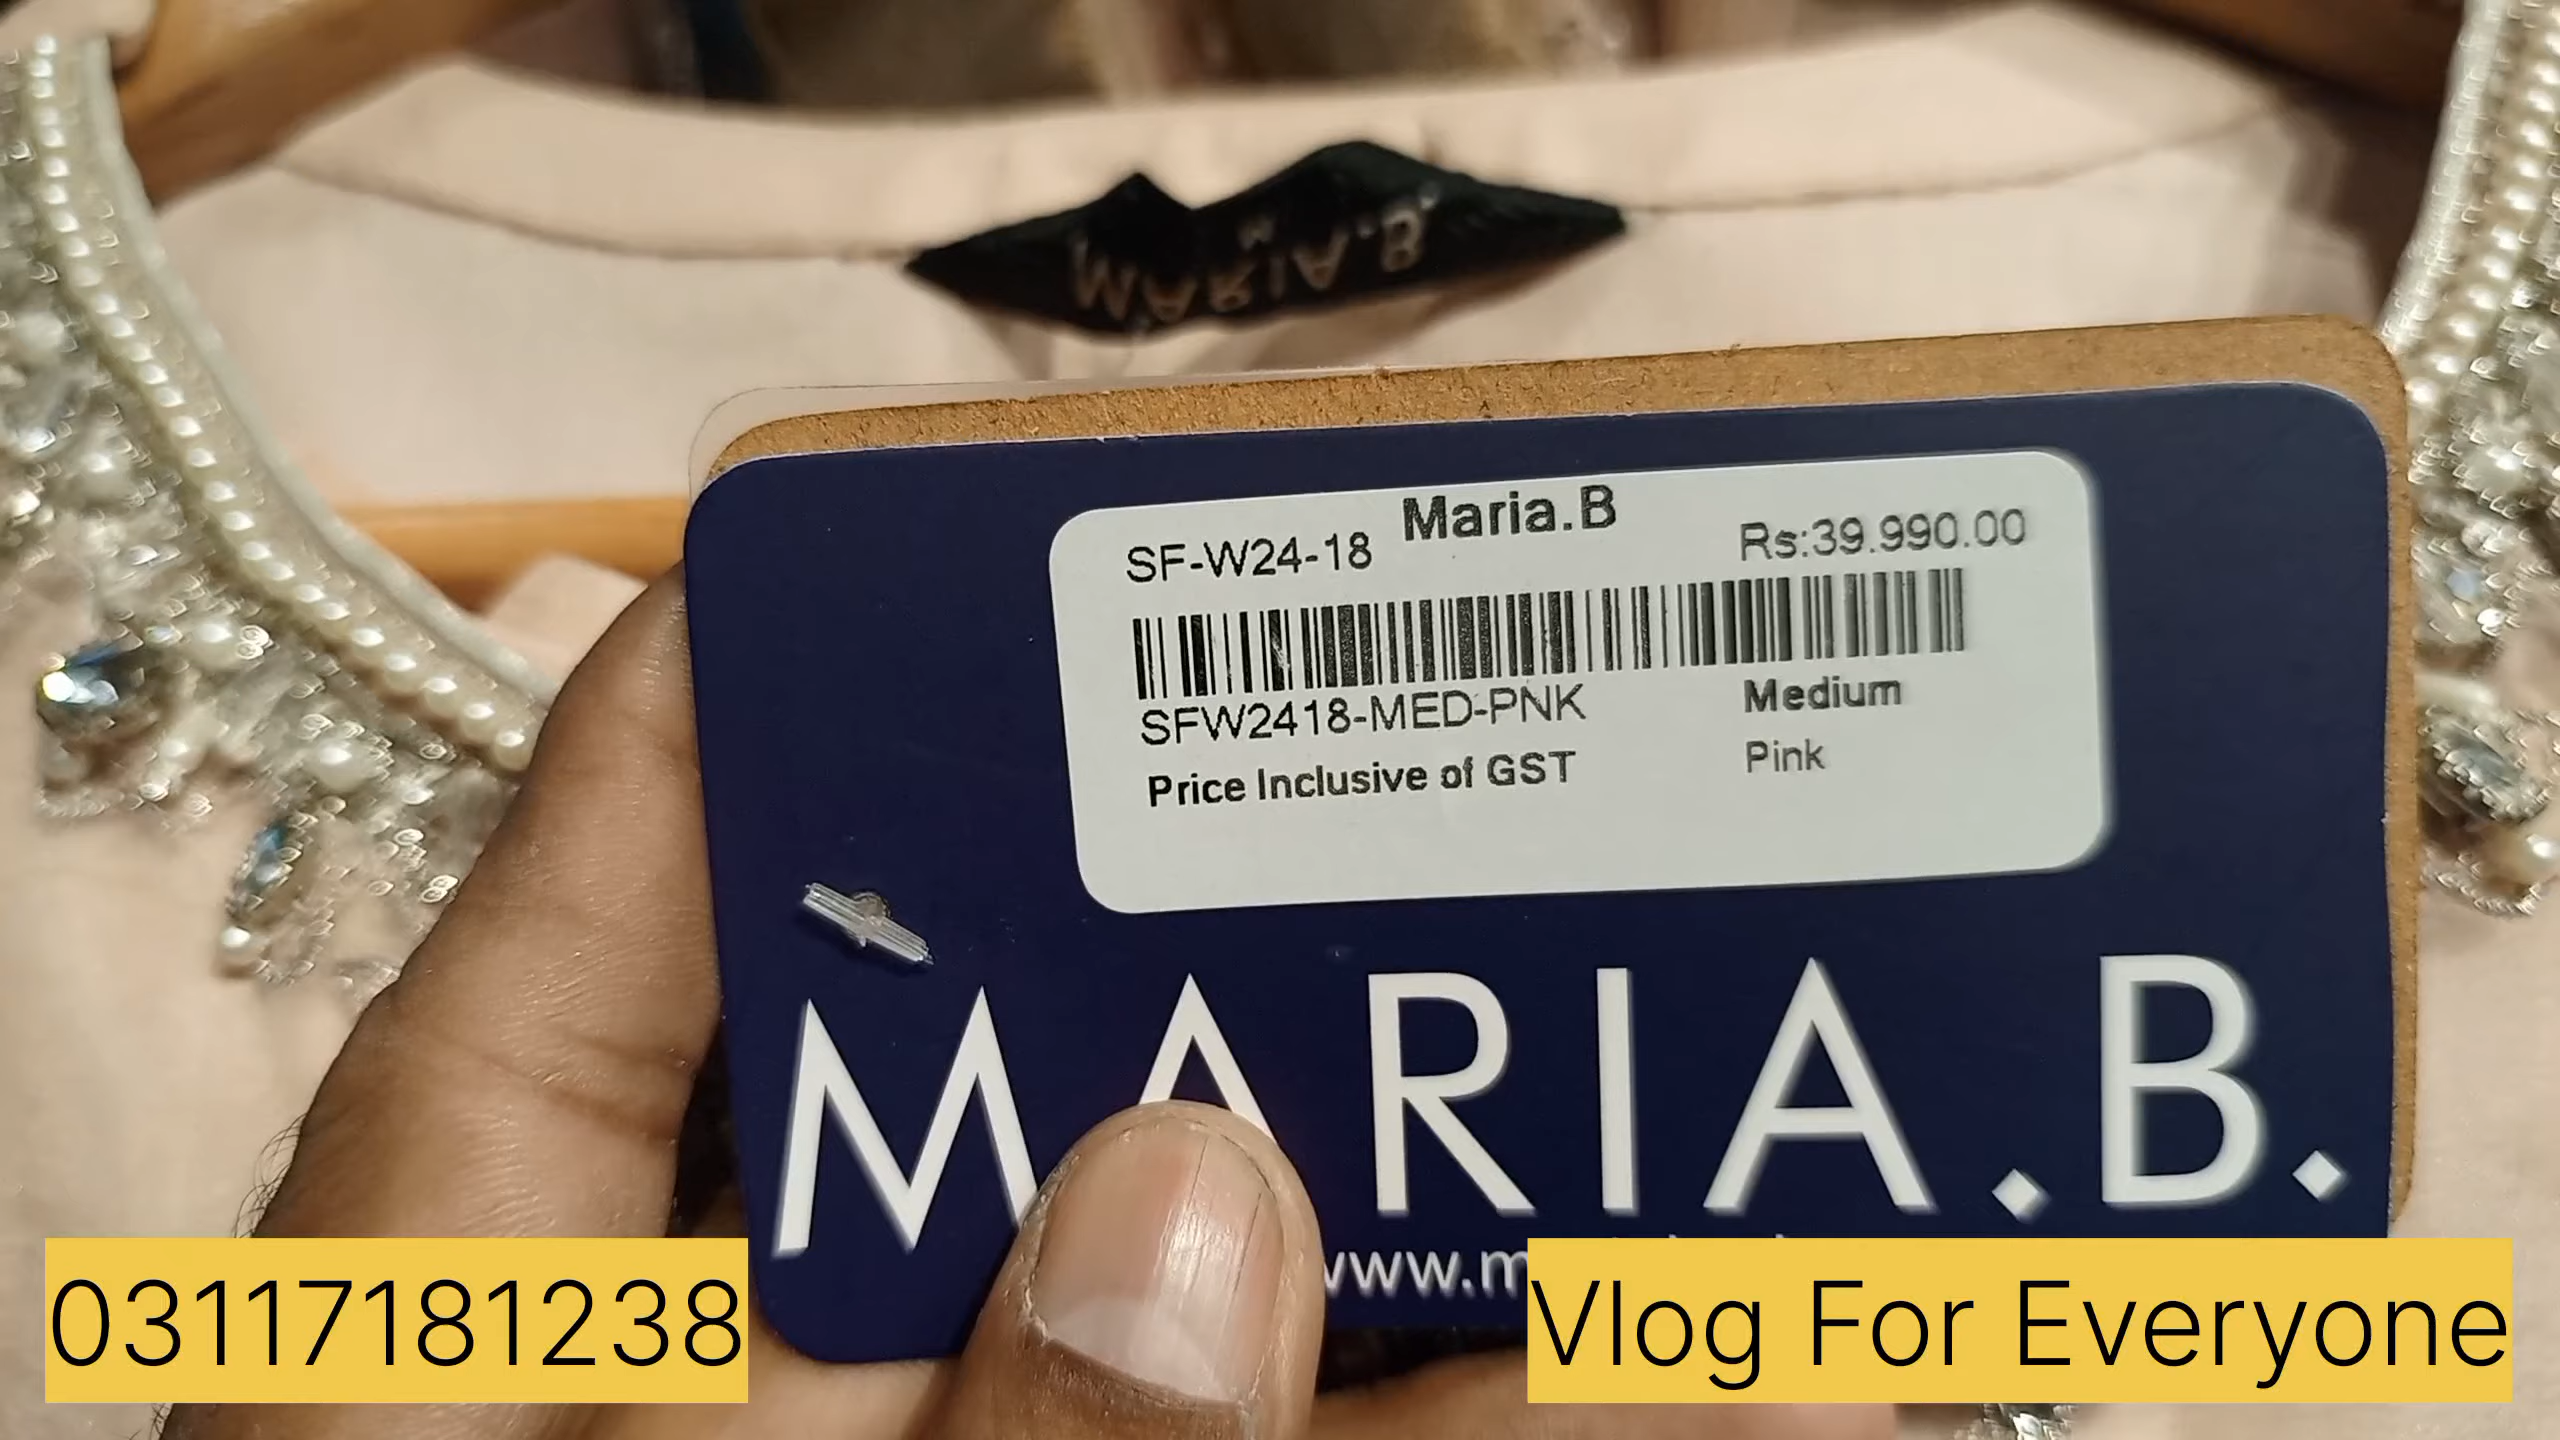 MARIA.B.
M
Maria.B
SF-W24-18
Rs:39.990.00
SFW2418-MED-PNK
Medium
Price Inclusive of GST
Pink
MARIA.B.
www.m
03117181238
Vlog For Everyone